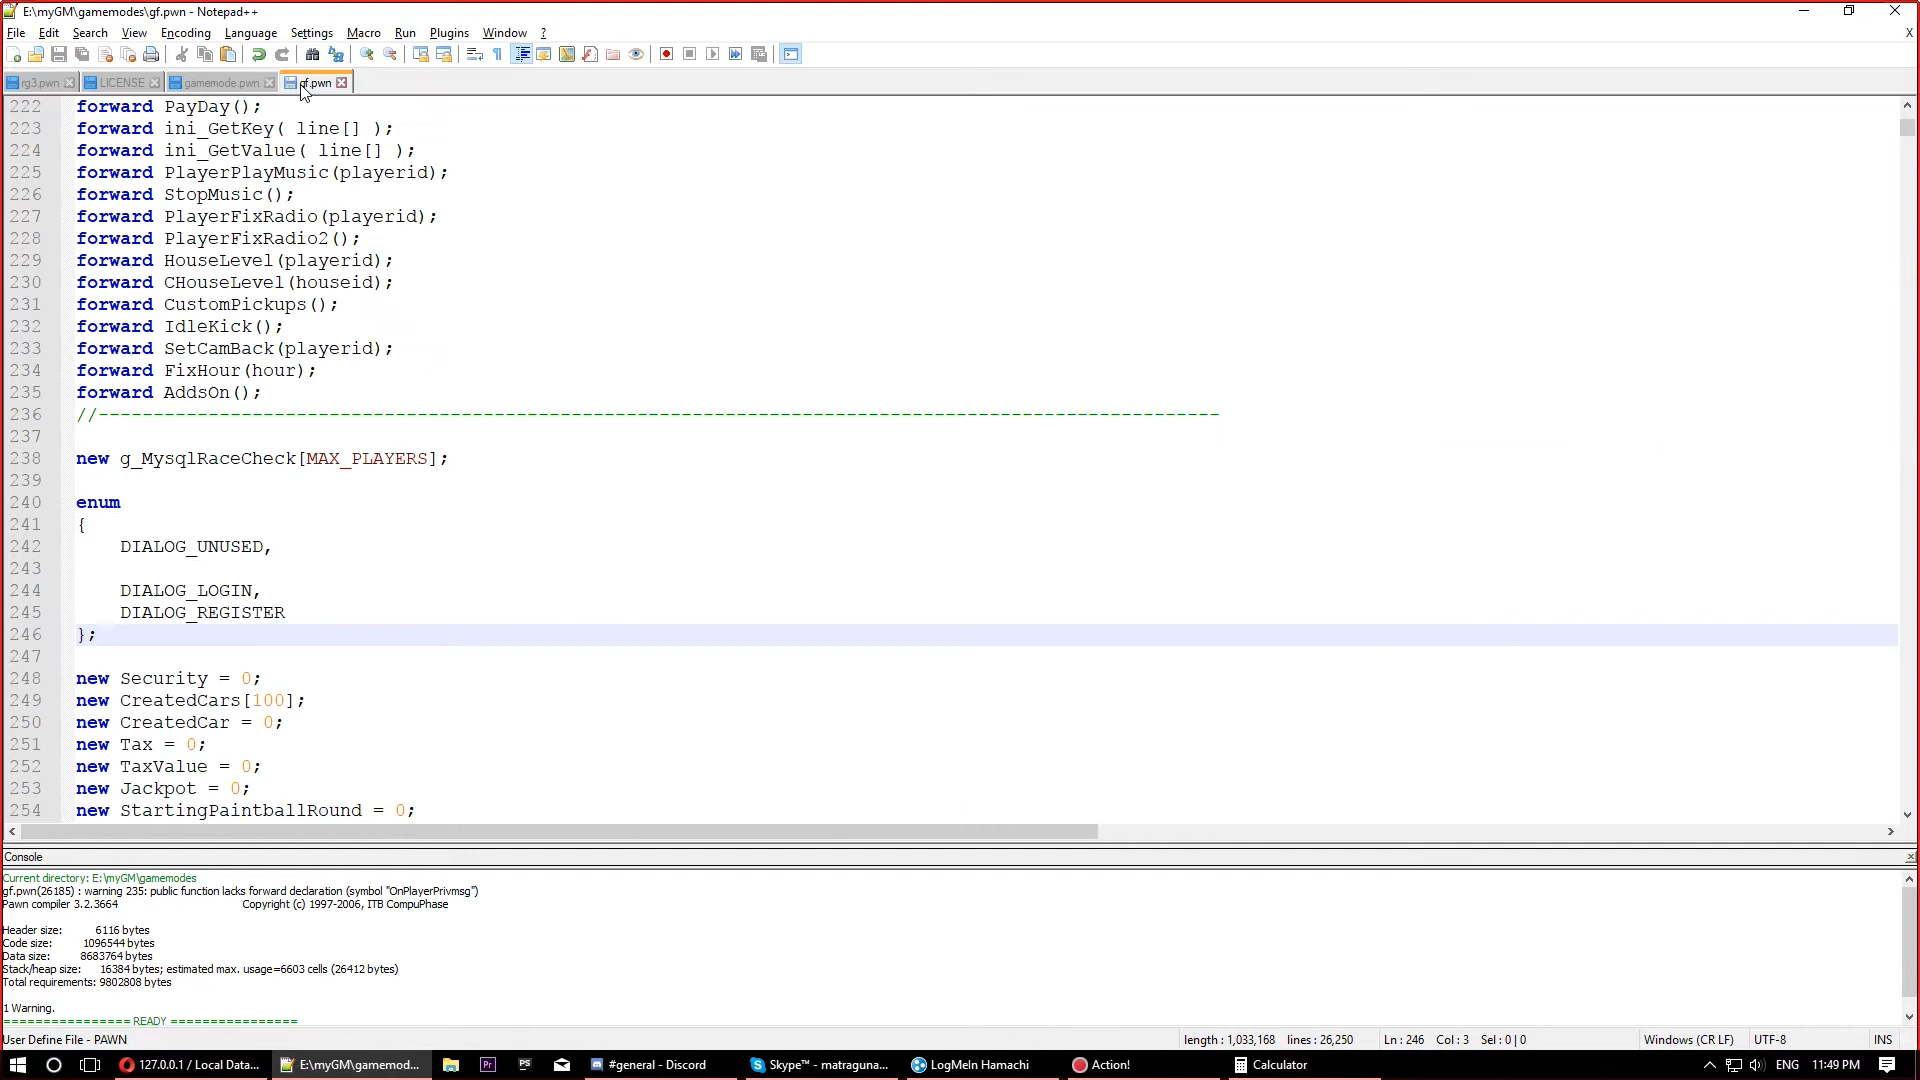 E:\myGM\gamemodes\gf.pwn - Notepad++
File Edit Search View Encoding Language Settings Macro Run Plugins Window ? X
rg3.pwn LICENSE gamemode.pwn gf.pwn
222 forward PayDay();
223 forward ini_GetKey( line[] );
224 forward ini_GetValue( line[] );
225 forward PlayerPlayMusic(playerid);
226 forward StopMusic();
227 forward PlayerFixRadio(playerid);
228 forward PlayerFixRadio2();
229 forward HouseLevel(playerid);
230 forward CHouseLevel(houseid);
231 forward CustomPickups();
232 forward IdleKick();
233 forward SetCamBack(playerid);
234 forward FixHour(hour);
235 forward AddsOn();
236 //------------------------------------------------------------------------------------------------------
237
238 new g_MysqlRaceCheck[MAX_PLAYERS];
239
240 enum
241 {
242 DIALOG_UNUSED,
243
244 DIALOG_LOGIN,
245 DIALOG_REGISTER
246 };
247
248 new Security = 0;
249 new CreatedCars[100];
250 new CreatedCar = 0;
251 new Tax = 0;
252 new TaxValue = 0;
253 new Jackpot = 0;
254 new StartingPaintballRound = 0;
Console
Current directory: E:\myGM\gamemodes
gf.pwn(26185) : warning 235: public function lacks forward declaration (symbol "OnPlayerPrivmsg")
Pawn compiler 3.2.3664 Copyright (c) 1997-2006, ITB CompuPhase
Header size: 6116 bytes
Code size: 1096544 bytes
Data size: 8683764 bytes
Stack/heap size: 16384 bytes; estimated max. usage=6603 cells (26412 bytes)
Total requirements: 9802808 bytes
1 Warning.
================ READY ================
User Define File - PAWN length : 1,033,168 lines : 26,250 Ln : 246 Col : 3 Sel : 0 | 0 Windows (CR LF) UTF-8 INS
127.0.0.1 / Local Data... E:\myGM\gamemod... Pr PS #general - Discord Skype™ - matraguna... LogMeIn Hamachi Action! Calculator ENG 11:49 PM